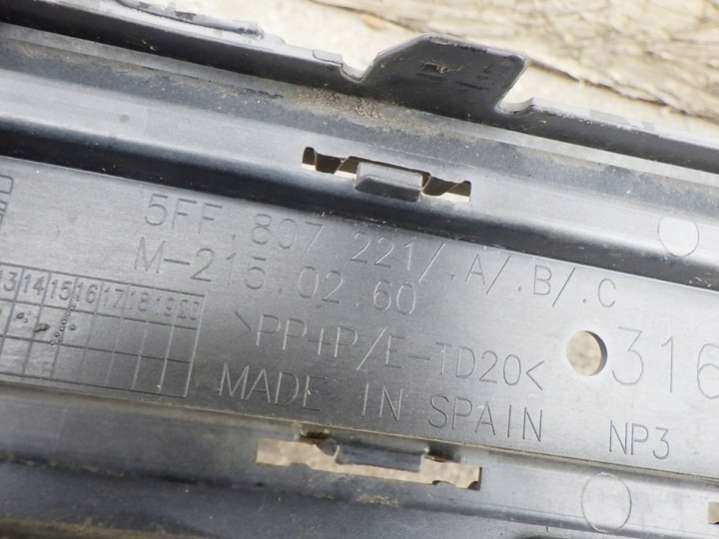 5FF.807 221/.A/.B/.C
M-215.02.60
13 14 15 16 17 18 19 20
>PP+P/E-TD20< 316
MADE IN SPAIN NP3